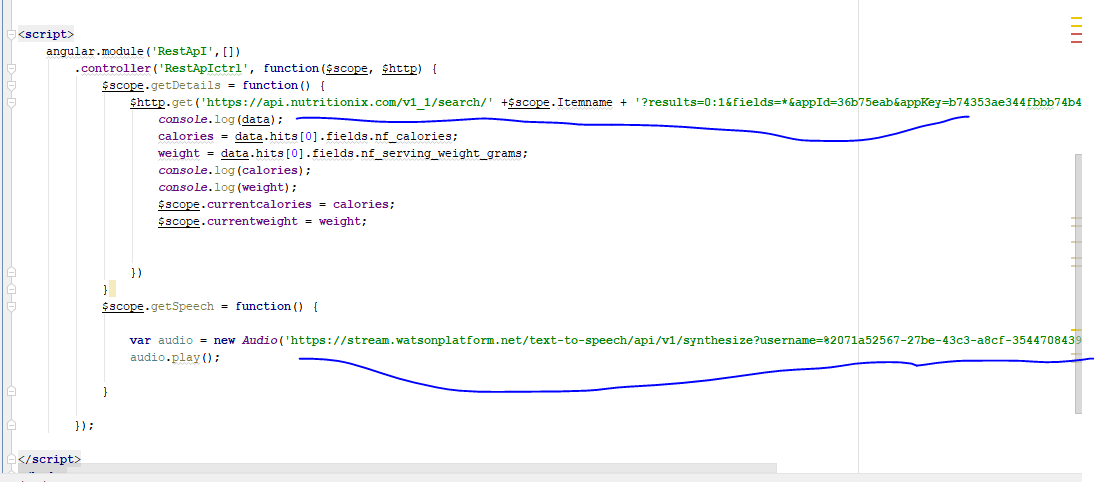 <script>
angular.module('RestApI',[])
.controller('RestApIctrl', function($scope, $http) {
$scope.getDetails = function() {
$http.get('https://api.nutritionix.com/v1_1/search/' +$scope.Itemname + '?results=0:1&fields=*&appId=36b75eab&appKey=b74353ae344fbbb74b4
console.log(data);
calories = data.hits[0].fields.nf_calories;
weight = data.hits[0].fields.nf_serving_weight_grams;
console.log(calories);
console.log(weight);
$scope.currentcalories = calories;
$scope.currentweight = weight;
})
}
$scope.getSpeech = function() {
var audio = new Audio('https://stream.watsonplatform.net/text-to-speech/api/v1/synthesize?username=%2071a52567-27be-43c3-a8cf-3544708439
audio.play();
}
});
</script>